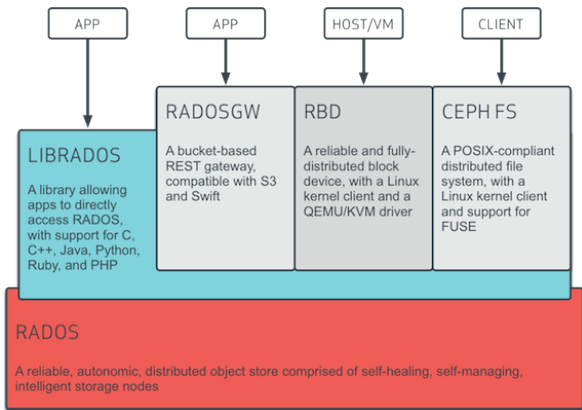 APP
APP
HOST/VM
CLIENT
RADOSGW
A bucket-based
REST gateway,
compatible with S3
and Swift
RBD
A reliable and fully-
distributed block
device, with a Linux
kernel client and a
QEMU/KVM driver
CEPH FS
A POSIX-compliant
distributed file
system, with a
Linux kernel client
and support for
FUSE
LIBRADOS
A library allowing
apps to directly
access RADOS,
with support for C,
C++, Java, Python,
Ruby, and PHP
RADOS
A reliable, autonomic, distributed object store comprised of self-healing, self-managing,
intelligent storage nodes